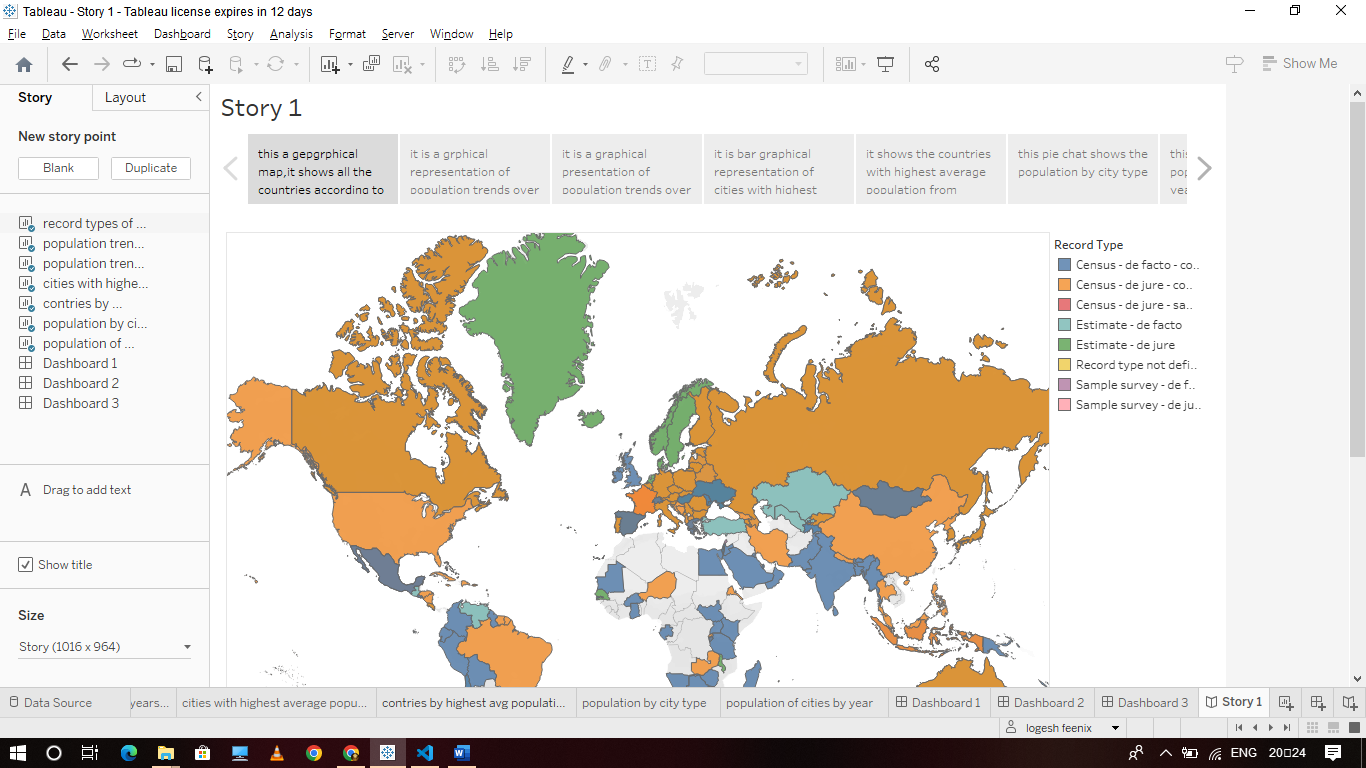 Tableau - Story 1 - Tableau license expires in 12 days
File Data Worksheet Dashboard Story Analysis Format Server Window Help
Show Me
Story Layout
New story point
Blank Duplicate
record types of ...
population tren...
population tren...
cities with highe...
contries by ...
population by ci...
population of ...
Dashboard 1
Dashboard 2
Dashboard 3
A Drag to add text
Show title
Size
Story (1016 x 964)
Story 1
this a gepgrphical
map,it shows all the
countries according to
it is a grphical
representation of
population trends over
it is a graphical
presentation of
population trends over
it is bar graphical
representation of
cities with highest
it shows the countries
with highest average
population from
this pie chat shows the
population by city type
Record Type
Census - de facto - co..
Census - de jure - co..
Census - de jure - sa..
Estimate - de facto
Estimate - de jure
Record type not defi..
Sample survey - de f..
Sample survey - de ju..
Data Source years... cities with highest average popu... contries by highest avg populati... population by city type population of cities by year Dashboard 1 Dashboard 2 Dashboard 3 Story 1
logesh feenix
ENG 20 24